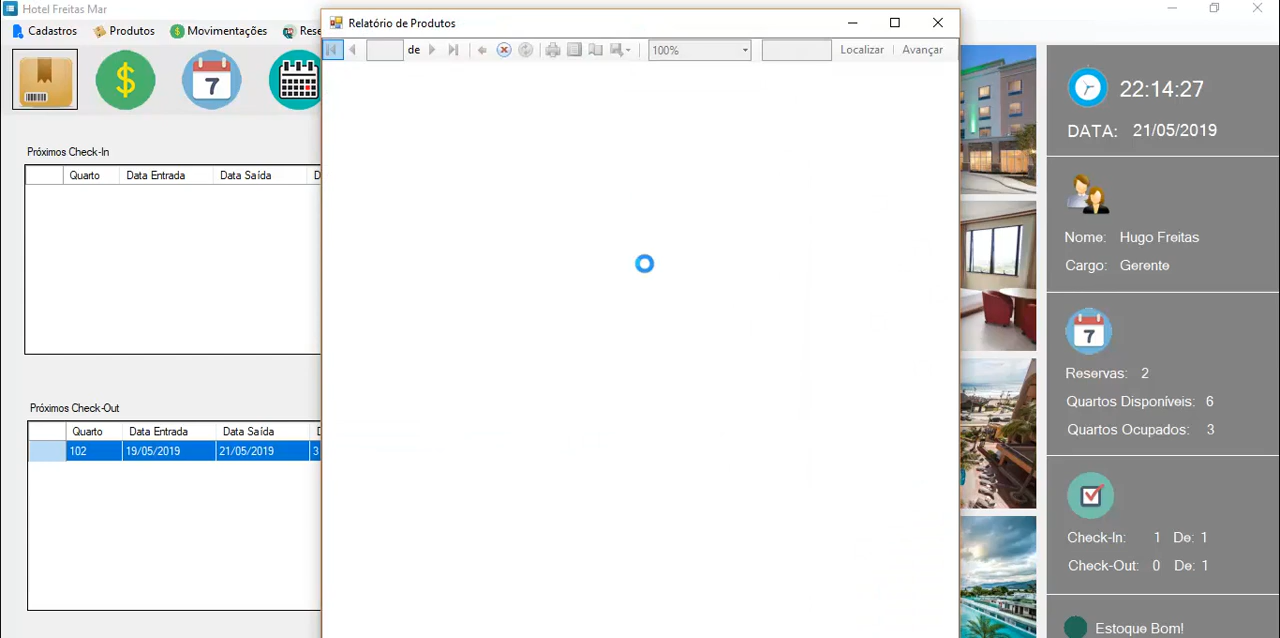 Hotel Freitas Mar
Cadastros Produtos Movimentações Rese
7
Próximos Check-In
Quarto Data Entrada Data Saída D
Próximos Check-Out
Quarto Data Entrada Data Saída
102 19/05/2019 21/05/2019 3
Relatório de Produtos
de 100% Localizar Avançar
22:14:27
DATA: 21/05/2019
Nome: Hugo Freitas
Cargo: Gerente
7
Reservas: 2
Quartos Disponíveis: 6
Quartos Ocupados: 3
Check-In: 1 De: 1
Check-Out: 0 De: 1
Estoque Bom!